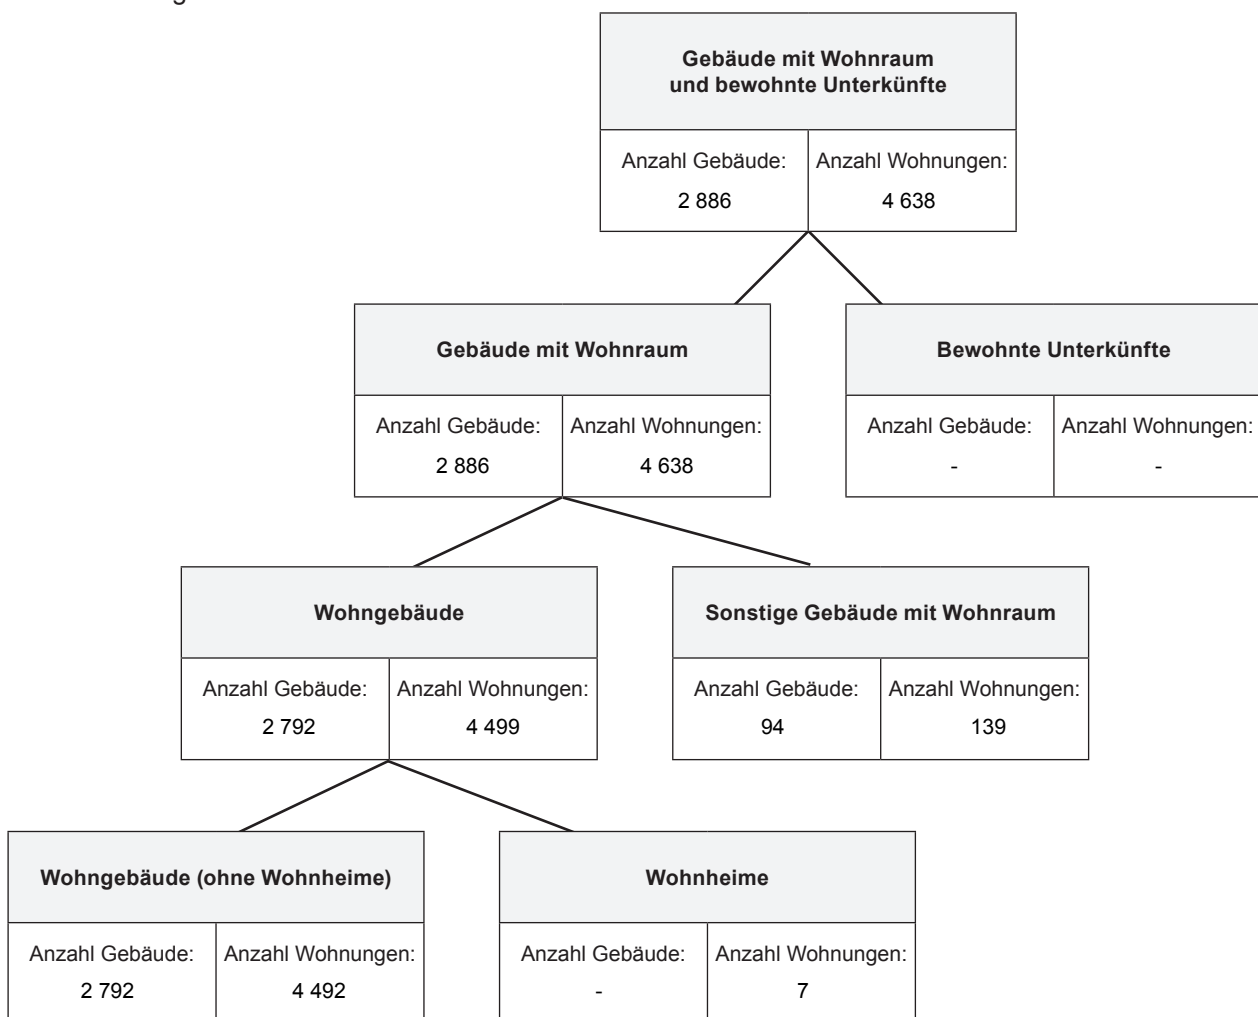 Gebäude mit Wohnraum
und bewohnte Unterkünfte
Anzahl Gebäude:
2 886
Anzahl Wohnungen:
4 638
Gebäude mit Wohnraum
Anzahl Gebäude:
2 886
Anzahl Wohnungen:
4 638
Bewohnte Unterkünfte
Anzahl Gebäude:
-
Anzahl Wohnungen:
-
Wohngebäude
Anzahl Gebäude:
2 792
Anzahl Wohnungen:
4 499
Sonstige Gebäude mit Wohnraum
Anzahl Gebäude:
94
Anzahl Wohnungen:
139
Wohngebäude (ohne Wohnheime)
Anzahl Gebäude:
2 792
Anzahl Wohnungen:
4 492
Wohnheime
Anzahl Gebäude:
-
Anzahl Wohnungen:
7